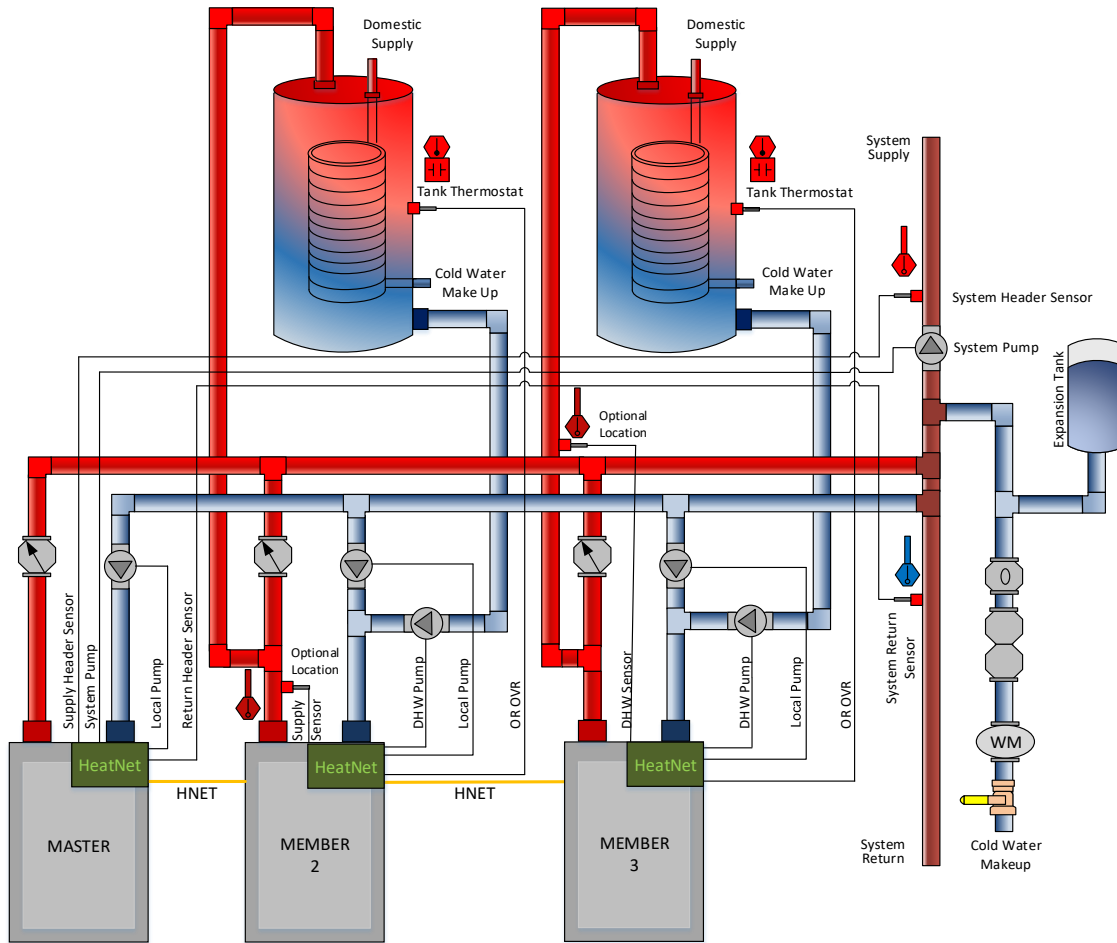 Domestic
Supply
Domestic
Supply
System
Supply
Tank Thermostat
Tank Thermostat
Cold Water
Make Up
Cold Water
Make Up
System Header Sensor
System Pump
Expansion Tank
Optional
Location
Optional
Location
Supply Header Sensor
System Pump
Local Pump
Return Header Sensor
Supply
Sensor
DHW Pump
Local Pump
OR OVR
DHW Sensor
DHW Pump
Local Pump
OR OVR
System Return
Sensor
WM
HeatNet
HeatNet
HeatNet
HNET
HNET
MASTER
MEMBER
2
MEMBER
3
System
Return
Cold Water
Makeup